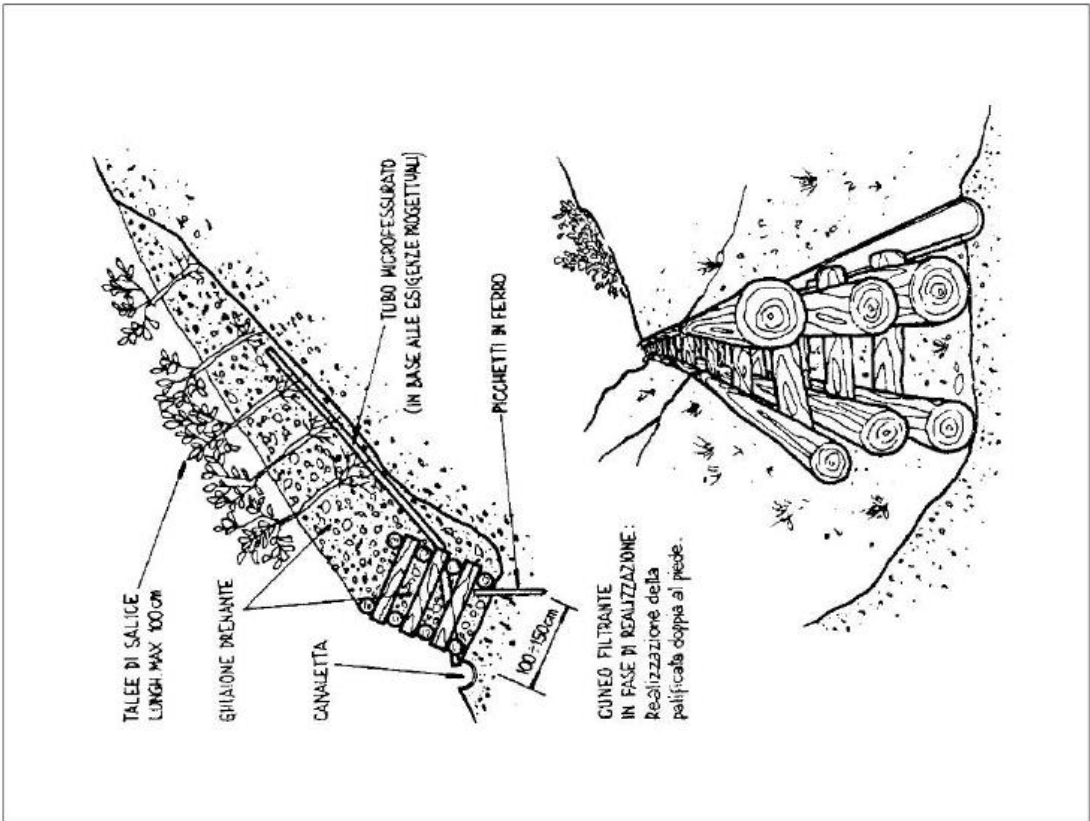 TALEE DI SALICE
LUNGH. MAX 100 cm
GHIAIONE DRENANTE
CANALETTA
TUBO MICROFESSURATO
(IN BASE ALLE ESIGENZE PROGETTUALI)
PICCHETTI IN FERRO
100÷150cm
CUNEO FILTRANTE
IN FASE DI REALIZZAZIONE:
Realizzazione della
palificata doppia al piede.